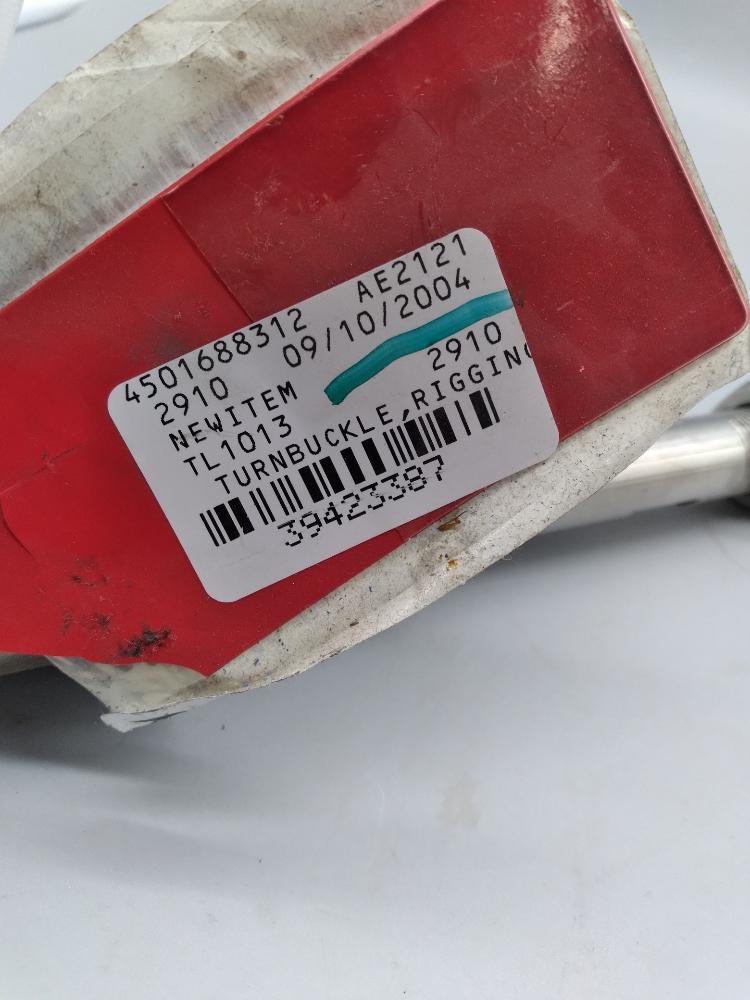 4501688312 AE2121
2910 09/10/2004
NEWITEM 2910
TL1013
TURNBUCKLE,RIGGING
39423387